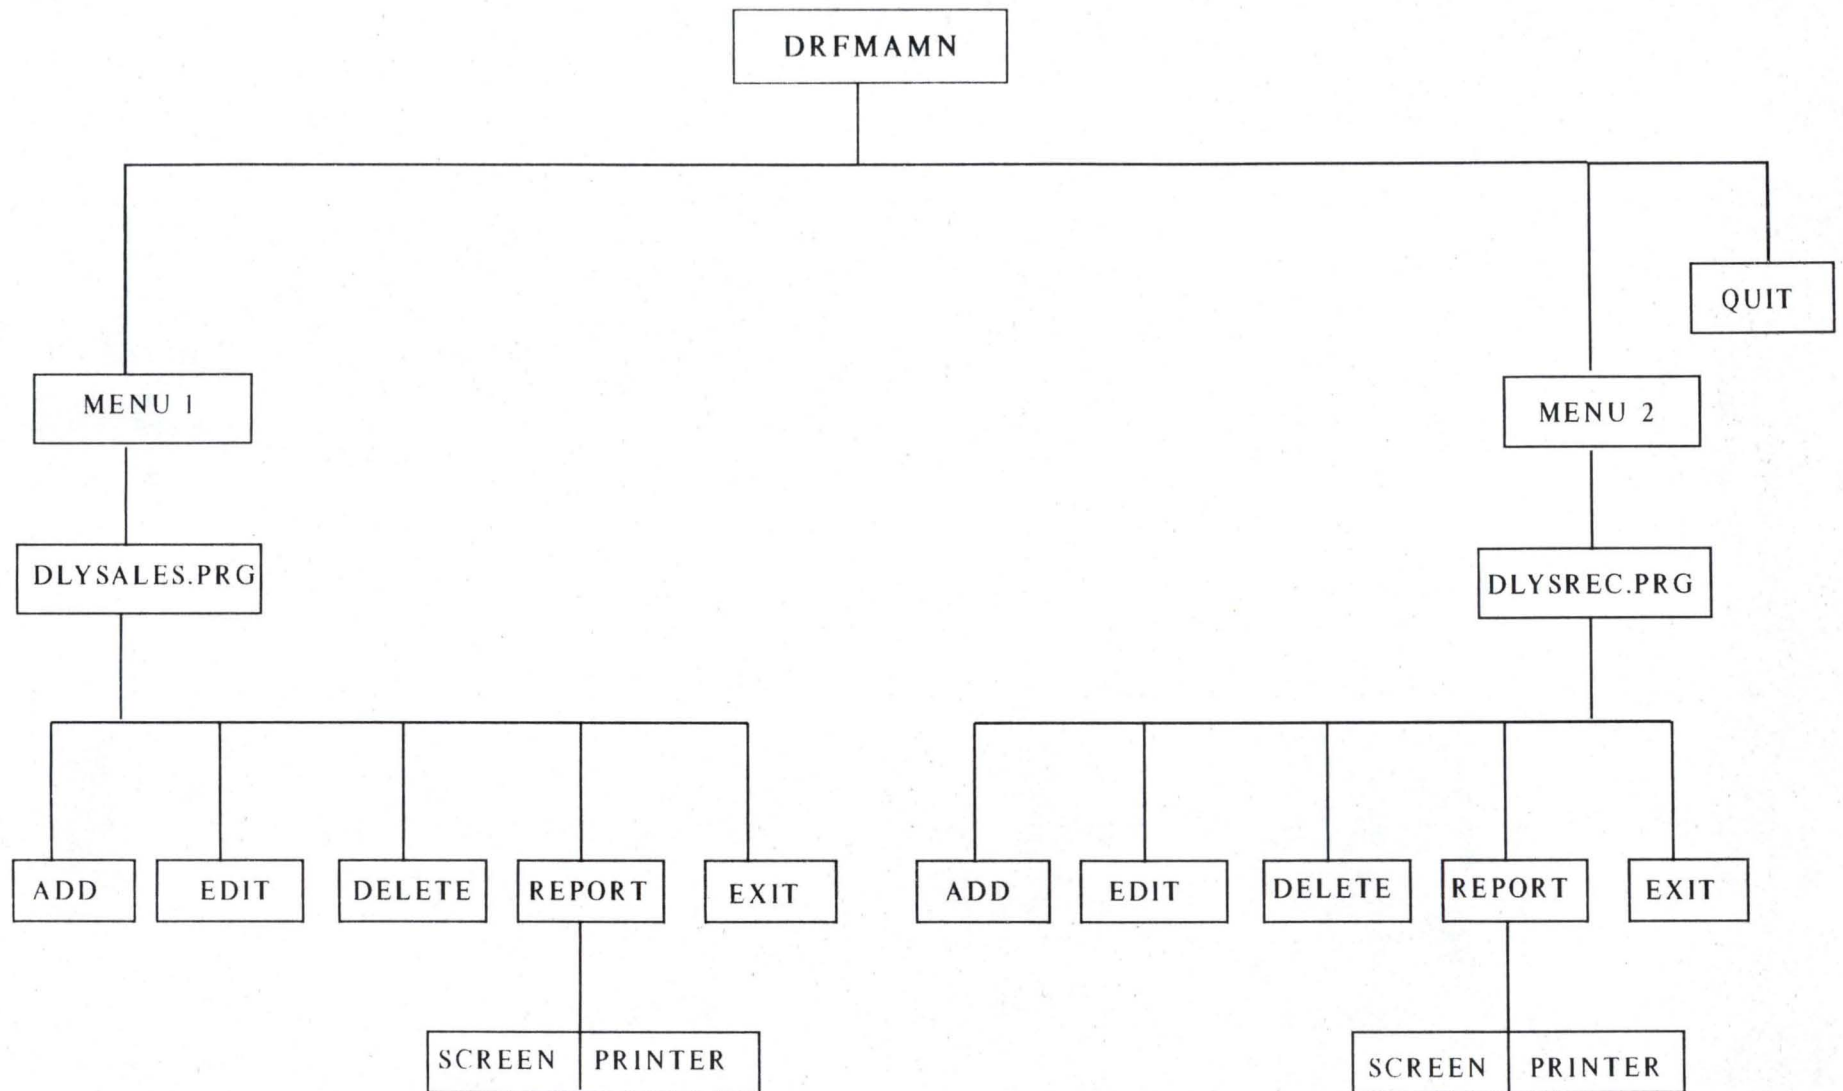 DRFMAMN
QUIT
MENU 1
MENU 2
DLYSALES.PRG
DLYSREC.PRG
ADD EDIT DELETE REPORT EXIT ADD EDIT DELETE REPORT EXIT
SCREEN PRINTER SCREEN PRINTER